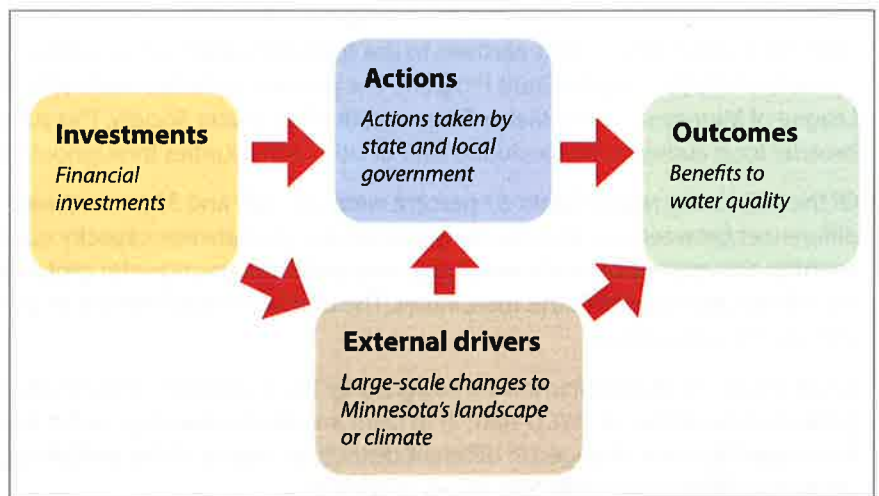 Investments
Financial
investments
Actions
Actions taken by
state and local
government
Outcomes
Benefits to
water quality
External drivers
Large-scale changes to
Minnesota's landscape
or climate